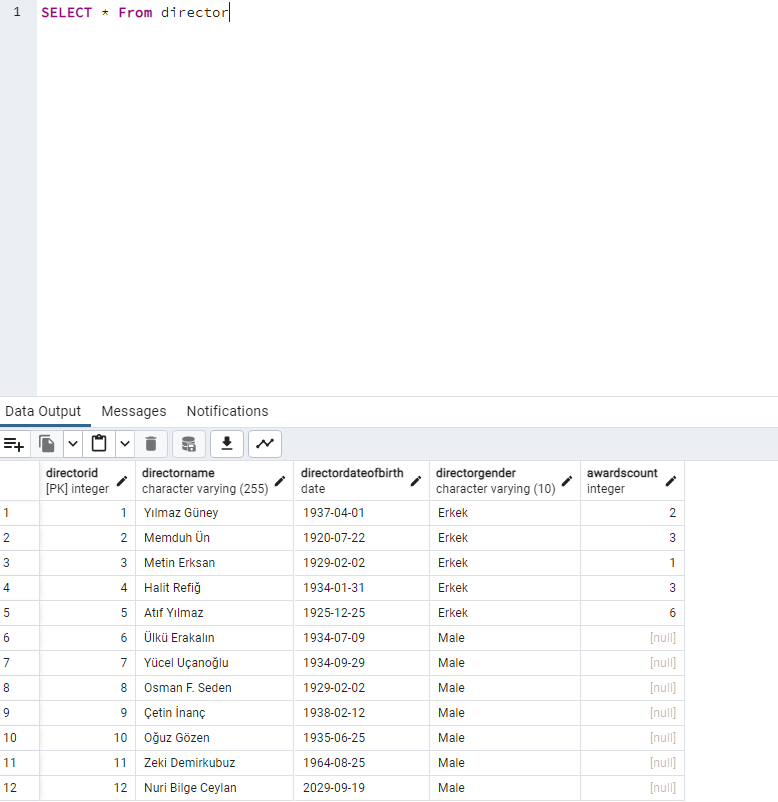 1 SELECT * From director
Data Output Messages Notifications
directorid directorname directordateofbirth directorgender awardscount
[PK] integer character varying (255) date character varying (10) integer
1 1 Yılmaz Güney 1937-04-01 Erkek 2
2 2 Memduh Ün 1920-07-22 Erkek 3
3 3 Metin Erksan 1929-02-02 Erkek 1
4 4 Halit Refiğ 1934-01-31 Erkek 3
5 5 Atıf Yılmaz 1925-12-25 Erkek 6
6 6 Ülkü Erakalın 1934-07-09 Male [null]
7 7 Yücel Uçanoğlu 1934-09-29 Male [null]
8 8 Osman F. Seden 1929-02-02 Male [null]
9 9 Çetin İnanç 1938-02-12 Male [null]
10 10 Oğuz Gözen 1935-06-25 Male [null]
11 11 Zeki Demirkubuz 1964-08-25 Male [null]
12 12 Nuri Bilge Ceylan 2029-09-19 Male [null]